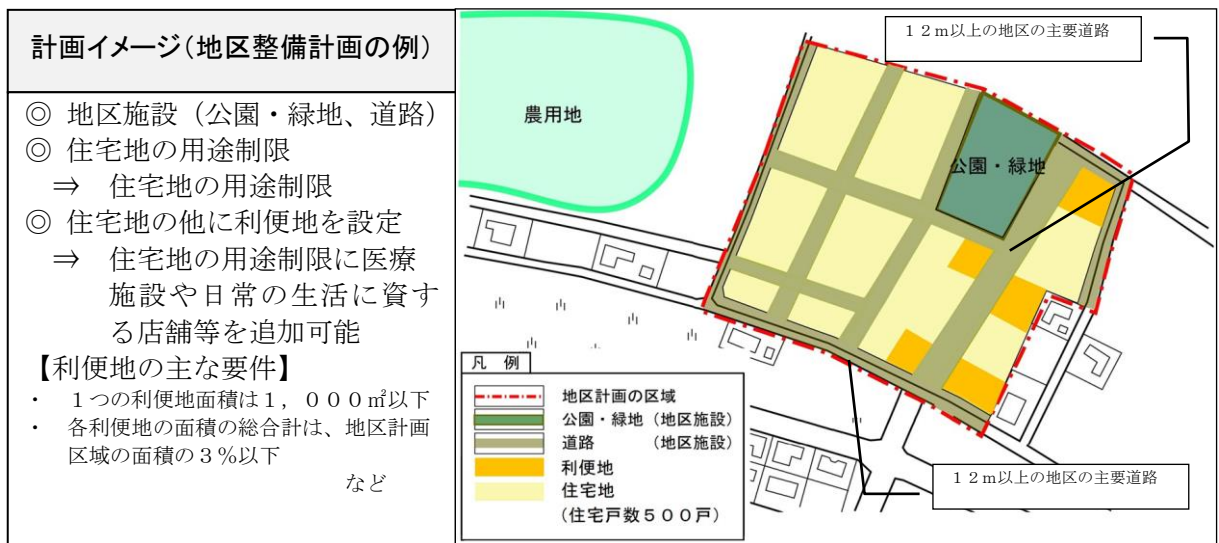 計画イメージ（地区整備計画の例）
◎ 地区施設（公園・緑地、道路）
◎ 住宅地の用途制限
⇒ 住宅地の用途制限
◎ 住宅地の他に利便地を設定
⇒ 住宅地の用途制限に医療
施設や日常の生活に資す
る店舗等を追加可能
【利便地の主な要件】
・ １つの利便地面積は１，０００㎡以下
・ 各利便地の面積の総合計は、地区計画
区域の面積の３％以下
など
１２ｍ以上の地区の主要道路
農用地
公園・緑地
凡 例
地区計画の区域
公園・緑地（地区施設）
道路 （地区施設）
利便地
住宅地
（住宅戸数５００戸）
１２ｍ以上の地区の主要道路